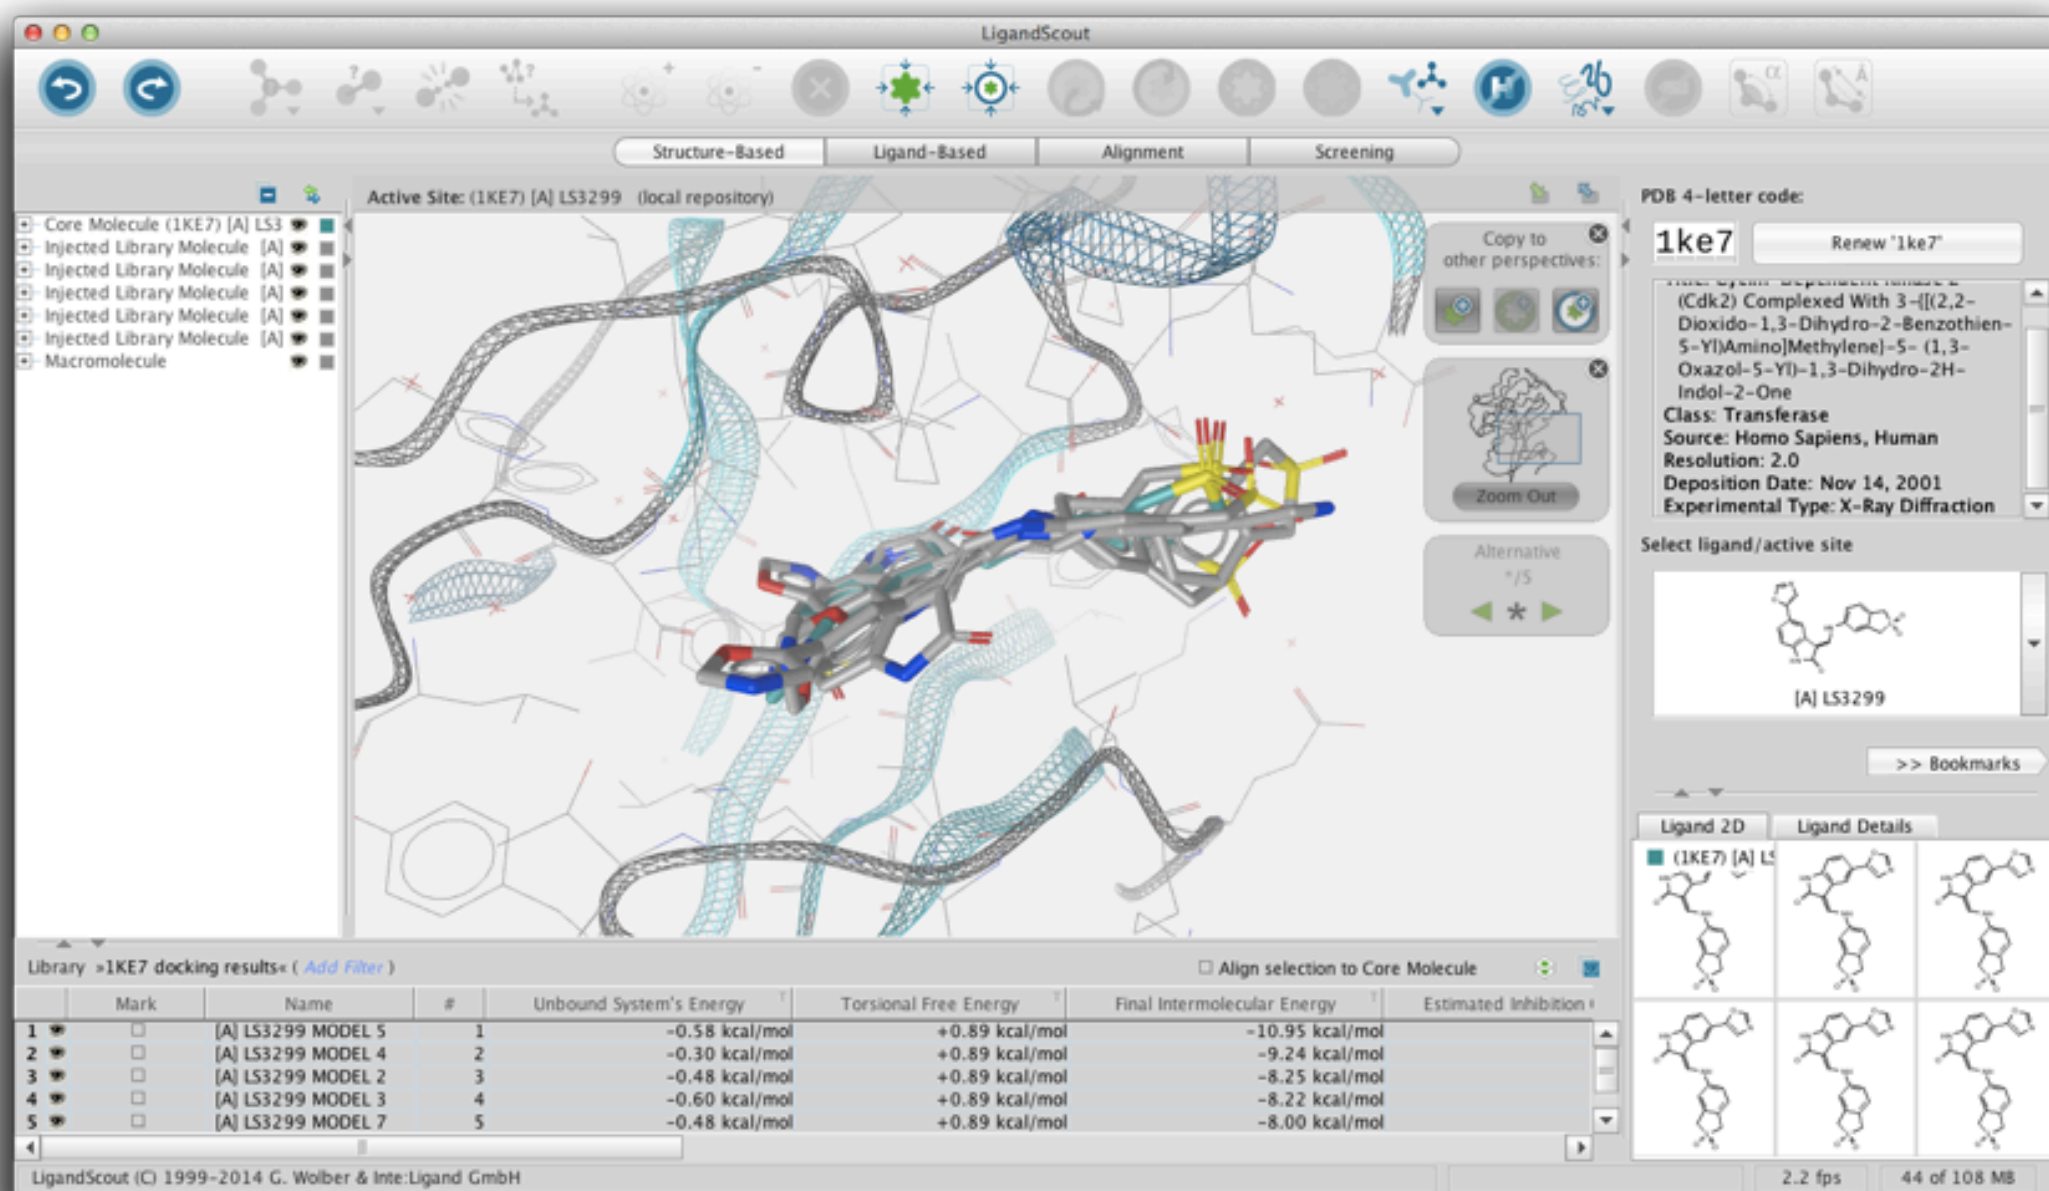 LigandScout
Structure-Based
Ligand-Based
Alignment
Screening
Core Molecule (1KE7) [A] LS3
Injected Library Molecule [A]
Injected Library Molecule [A]
Injected Library Molecule [A]
Injected Library Molecule [A]
Injected Library Molecule [A]
Macromolecule
Active Site: (1KE7) [A] LS3299 (local repository)
Copy to
other perspectives:
Zoom Out
Alternative
*/5
*
PDB 4-letter code:
1ke7
Renew "1ke7"
(Cdk2) Complexed With 3-{[(2,2-
Dioxido-1,3-Dihydro-2-Benzothien-
5-Yl)Amino]Methylene}-5- (1,3-
Oxazol-5-Yl)-1,3-Dihydro-2H-
Indol-2-One
Class: Transferase
Source: Homo Sapiens, Human
Resolution: 2.0
Deposition Date: Nov 14, 2001
Experimental Type: X-Ray Diffraction
Select ligand/active site
[A] LS3299
>> Bookmarks
Ligand 2D
Ligand Details
(1KE7) [A] LS
Library »1KE7 docking results« ( Add Filter )
Align selection to Core Molecule
Mark Name # Unbound System's Energy Torsional Free Energy Final Intermolecular Energy Estimated Inhibition
1 [A] LS3299 MODEL 5 1 -0.58 kcal/mol +0.89 kcal/mol -10.95 kcal/mol
2 [A] LS3299 MODEL 4 2 -0.30 kcal/mol +0.89 kcal/mol -9.24 kcal/mol
3 [A] LS3299 MODEL 2 3 -0.48 kcal/mol +0.89 kcal/mol -8.25 kcal/mol
4 [A] LS3299 MODEL 3 4 -0.60 kcal/mol +0.89 kcal/mol -8.22 kcal/mol
5 [A] LS3299 MODEL 7 5 -0.48 kcal/mol +0.89 kcal/mol -8.00 kcal/mol
LigandScout (C) 1999-2014 G. Wolber & Inte:Ligand GmbH
2.2 fps
44 of 108 MB